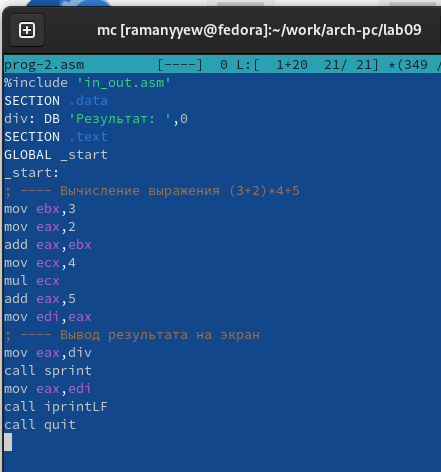 mc [ramanyyew@fedora]:~/work/arch-pc/lab09
prog-2.asm [----] 0 L:[ 1+20 21/ 21] *(349 /
%include 'in_out.asm'
SECTION .data
div: DB 'Результат: ',0
SECTION .text
GLOBAL _start
_start:
; ---- Вычисление выражения (3+2)*4+5
mov ebx,3
mov eax,2
add eax,ebx
mov ecx,4
mul ecx
add eax,5
mov edi,eax
; ---- Вывод результата на экран
mov eax,div
call sprint
mov eax,edi
call iprintLF
call quit